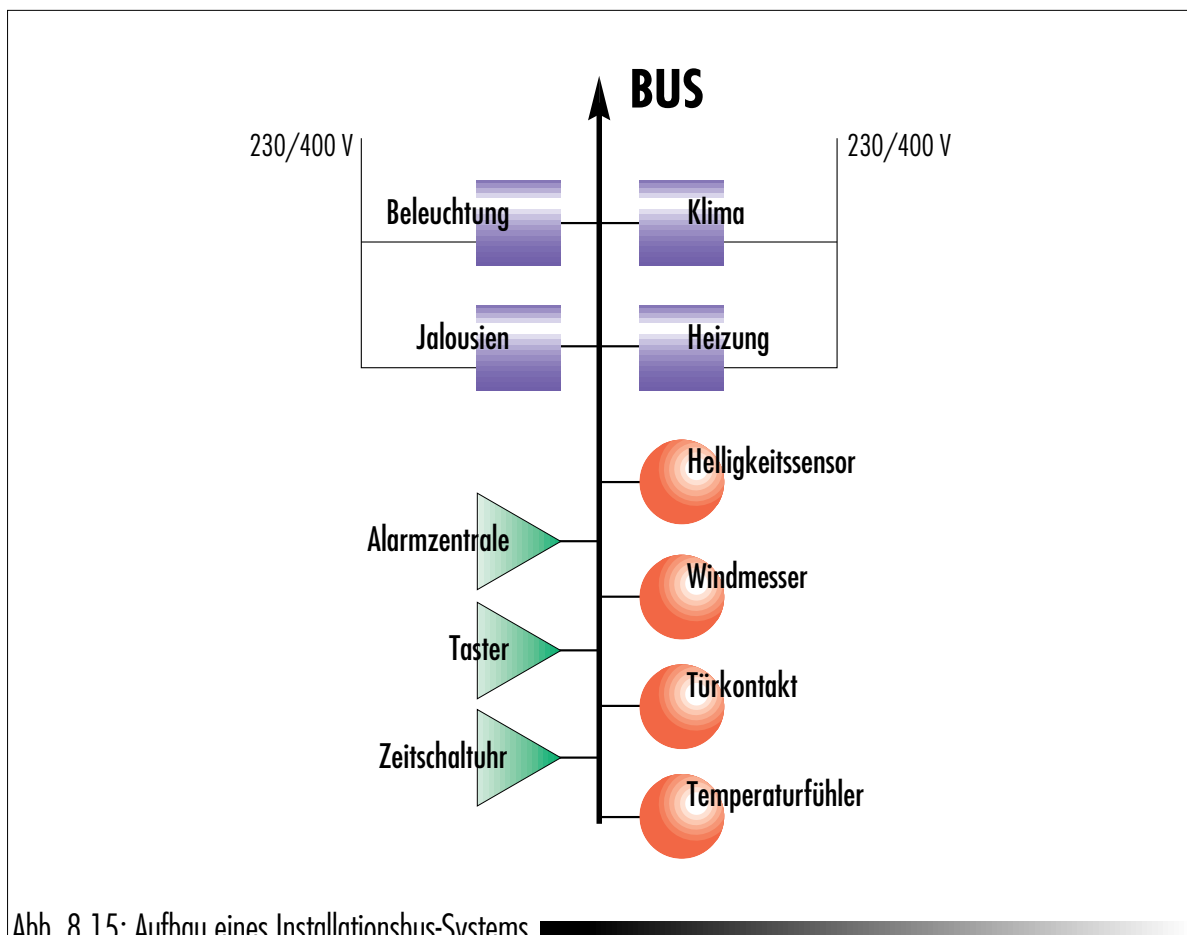 BUS
230/400 V
230/400 V
Beleuchtung
Klima
Jalousien
Heizung
Helligkeitssensor
Alarmzentrale
Windmesser
Taster
Türkontakt
Zeitschaltuhr
Temperaturfühler
Abb. 8.15: Aufbau eines Installationsbus-Systems